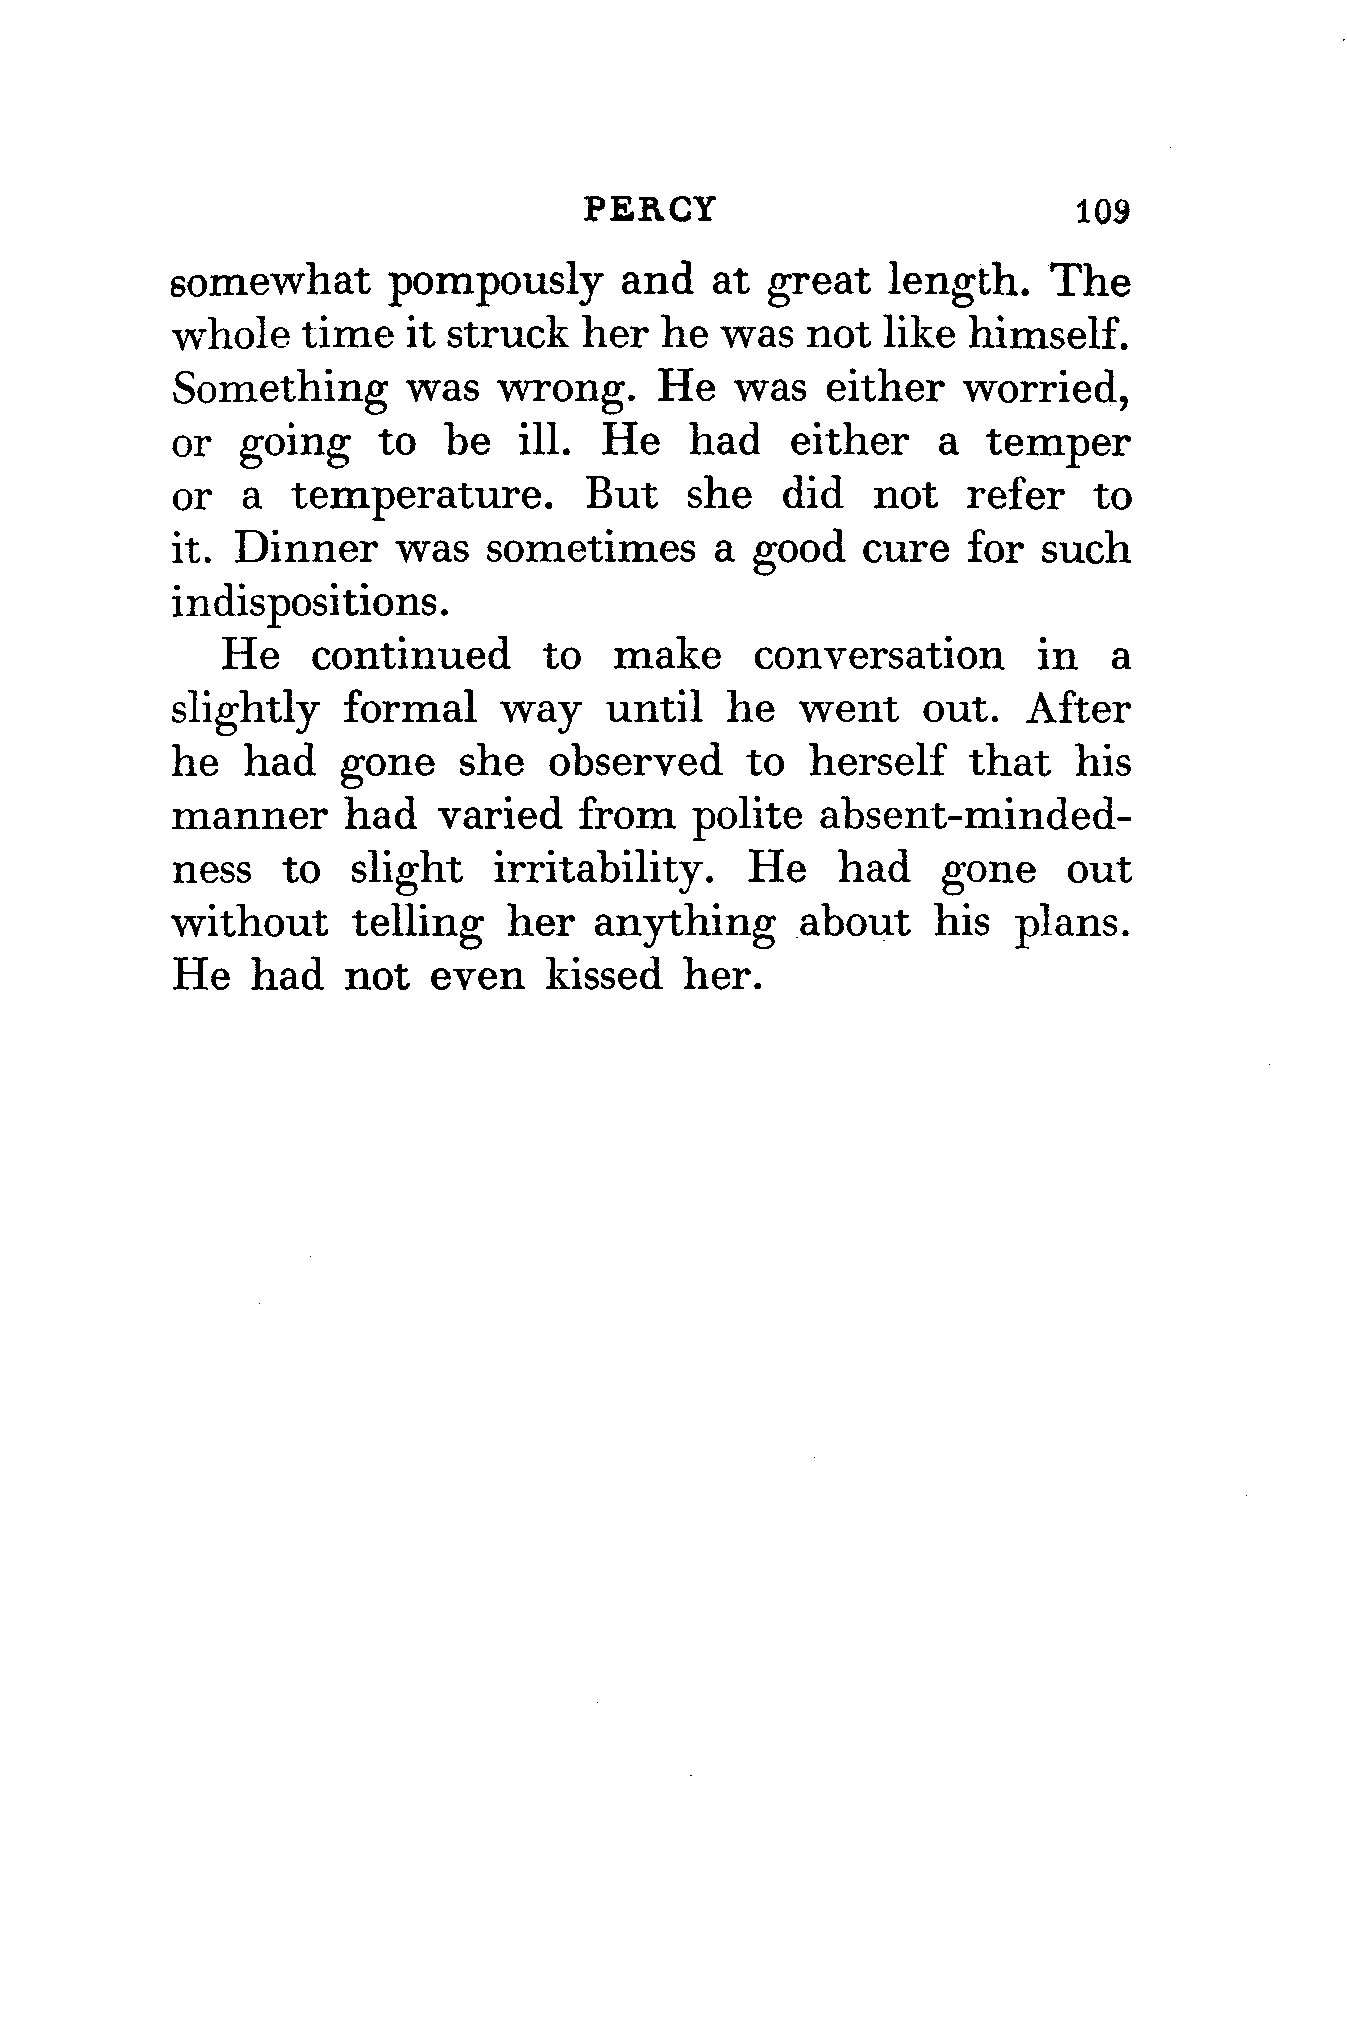 PERCY 109
somewhat pompously and at great length. The
whole time it struck her he was not like himself.
Something was wrong. He was either worried,
or going to be ill. He had either a temper
or a temperature. But she did not refer to
it. Dinner was sometimes a good cure for such
indispositions.
He continued to make conversation in a
slightly formal way until he went out. After
he had gone she observed to herself that his
manner had varied from polite absent-minded-
ness to slight irritability. He had gone out
without telling her anything about his plans.
He had not even kissed her.